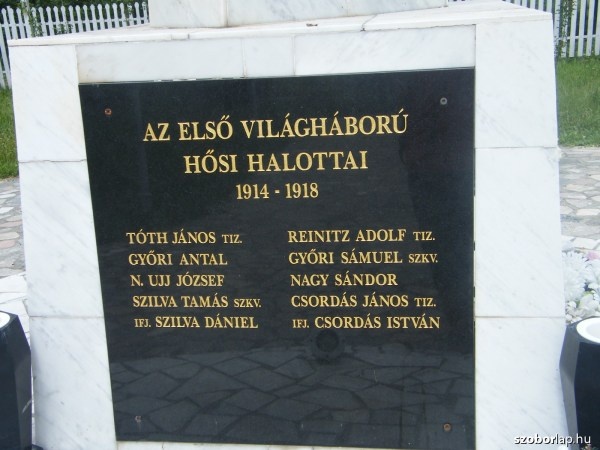 AZ ELSŐ VILÁGHÁBORÚ
HŐSI HALOTTAI
1914 - 1918
TÓTH JÁNOS TIZ.
GYŐRI ANTAL
N. UJJ JÓZSEF
SZILVA TAMÁS SZKV.
IFJ. SZILVA DÁNIEL
REINITZ ADOLF TIZ.
GYŐRI SÁMUEL SZKV.
NAGY SÁNDOR
CSORDÁS JÁNOS TIZ.
IFJ. CSORDÁS ISTVÁN
szoborlap.hu